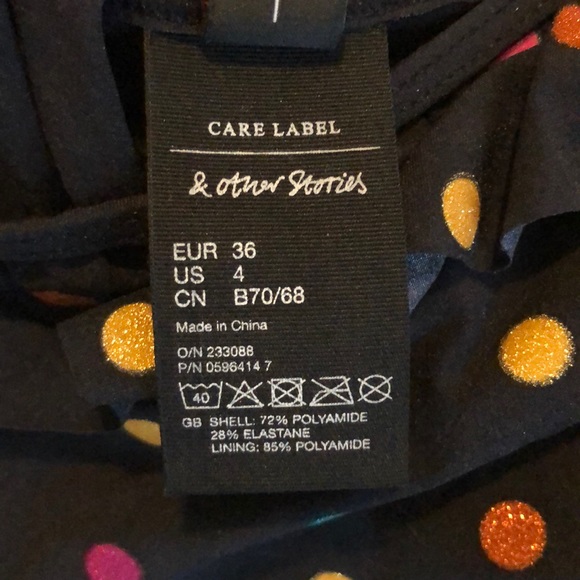 CARE LABEL
& other Stories
EUR 36
US 4
CN B70/68
Made in China
O/N 233088
P/N 0596414 7
40
GB SHELL: 72% POLYAMIDE
28% ELASTANE
LINING: 85% POLYAMIDE